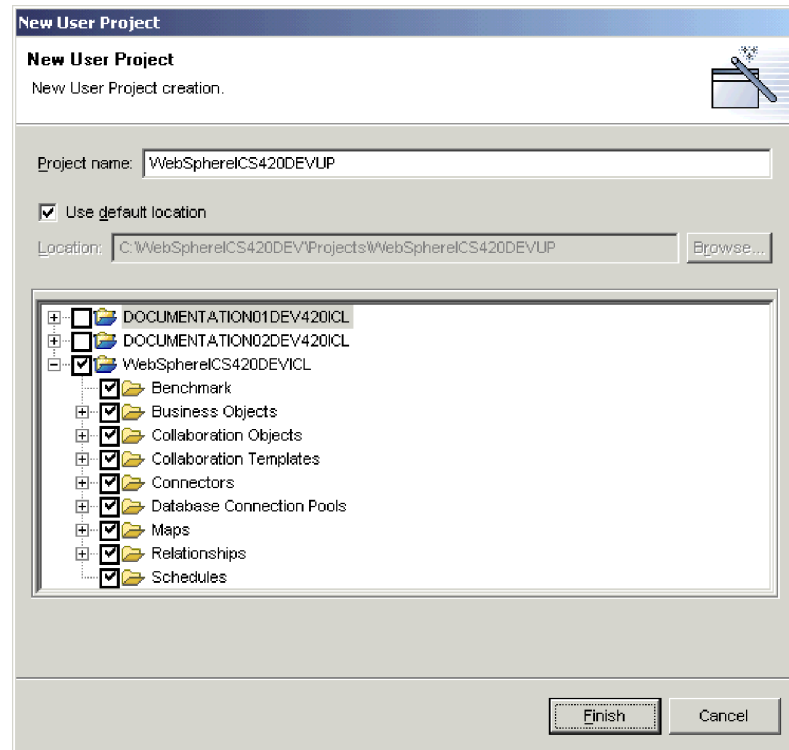 New User Project
New User Project
New User Project creation.
Project name: WebSphereICS420DEVUP
Use default location
Location: C:\WebSphereICS420DEV\Projects\WebSphereICS420DEVUP Browse...
DOCUMENTATION01DEV420ICL
DOCUMENTATION02DEV420ICL
WebSphereICS420DEVICL
Benchmark
Business Objects
Collaboration Objects
Collaboration Templates
Connectors
Database Connection Pools
Maps
Relationships
Schedules
Finish Cancel